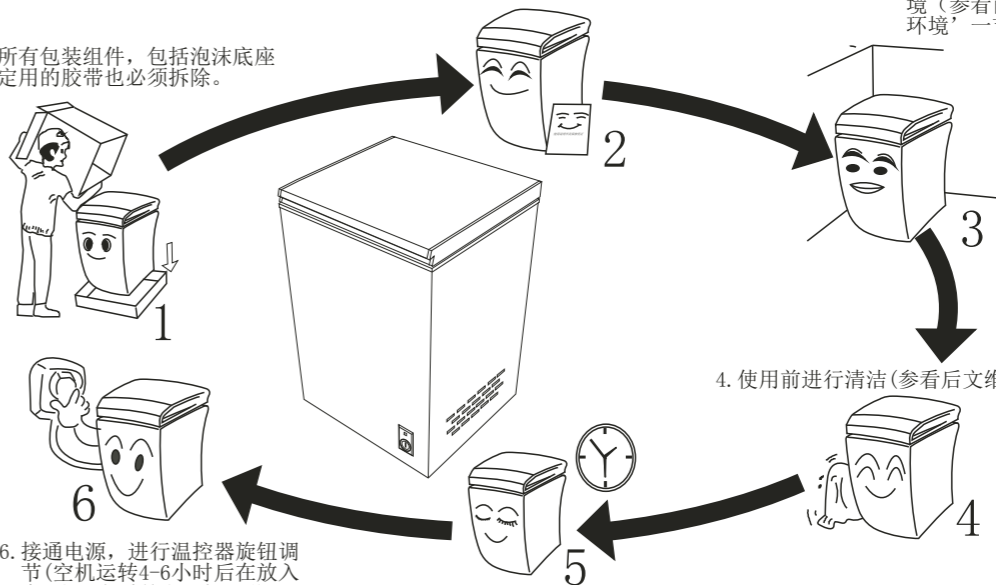 所有包装组件，包括泡沫底座
定用的胶带也必须拆除。
境（参看
环境’一
1
2
3
4.使用前进行清洁(参看后文维
4
5
6
6.接通电源，进行温控器旋钮调
节(空机运转4-6小时后在放入